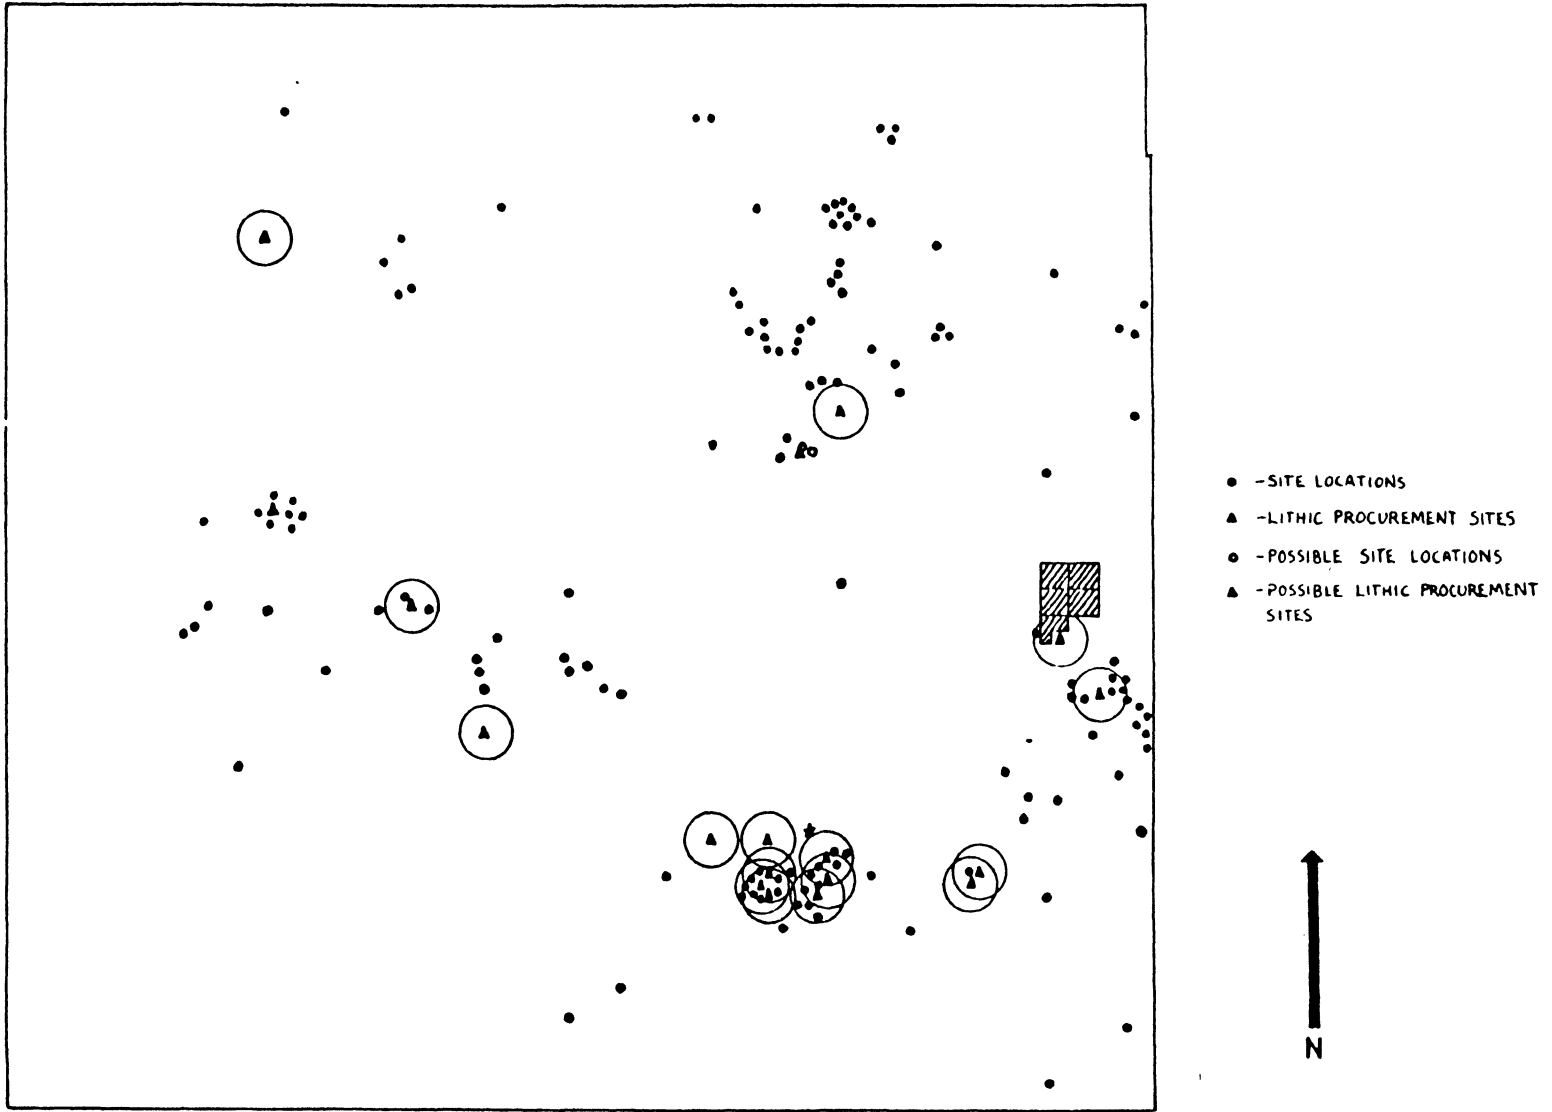 -SITE LOCATIONS
-LITHIC PROCUREMENT SITES
-POSSIBLE SITE LOCATIONS
-POSSIBLE LITHIC PROCUREMENT
SITES
N